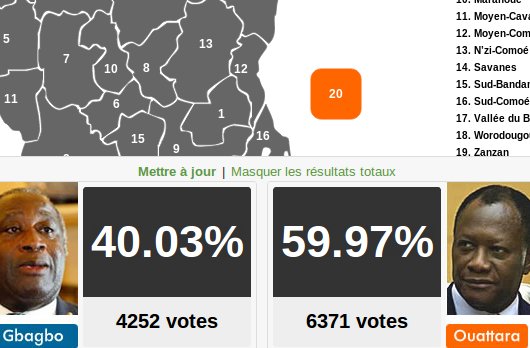 10. Marahoué
11. Moyen-Cav
12. Moyen-Com
13. N'zi-Comoé
14. Savanes
15. Sud-Bandar
16. Sud-Comoé
17. Vallée du B
18. Worodougou
19. Zanzan
5
7
10
8
13
12
11
6
1
15
9
16
20
Mettre à jour | Masquer les résultats totaux
40.03%
59.97%
4252 votes
6371 votes
Gbagbo
Ouattara